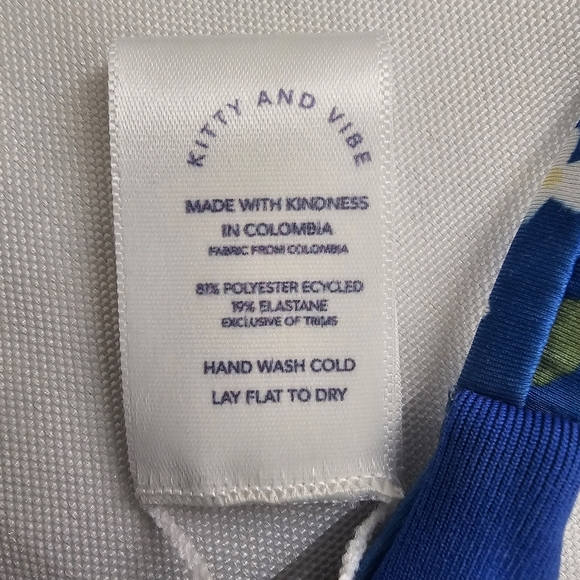 KITTY AND VIBE
MADE WITH KINDNESS
IN COLOMBIA
FABRIC FROM COLOMBIA
81% POLYESTER ECYCLED
19% ELASTANE
EXCLUSIVE OF TRIMS
HAND WASH COLD
LAY FLAT TO DRY